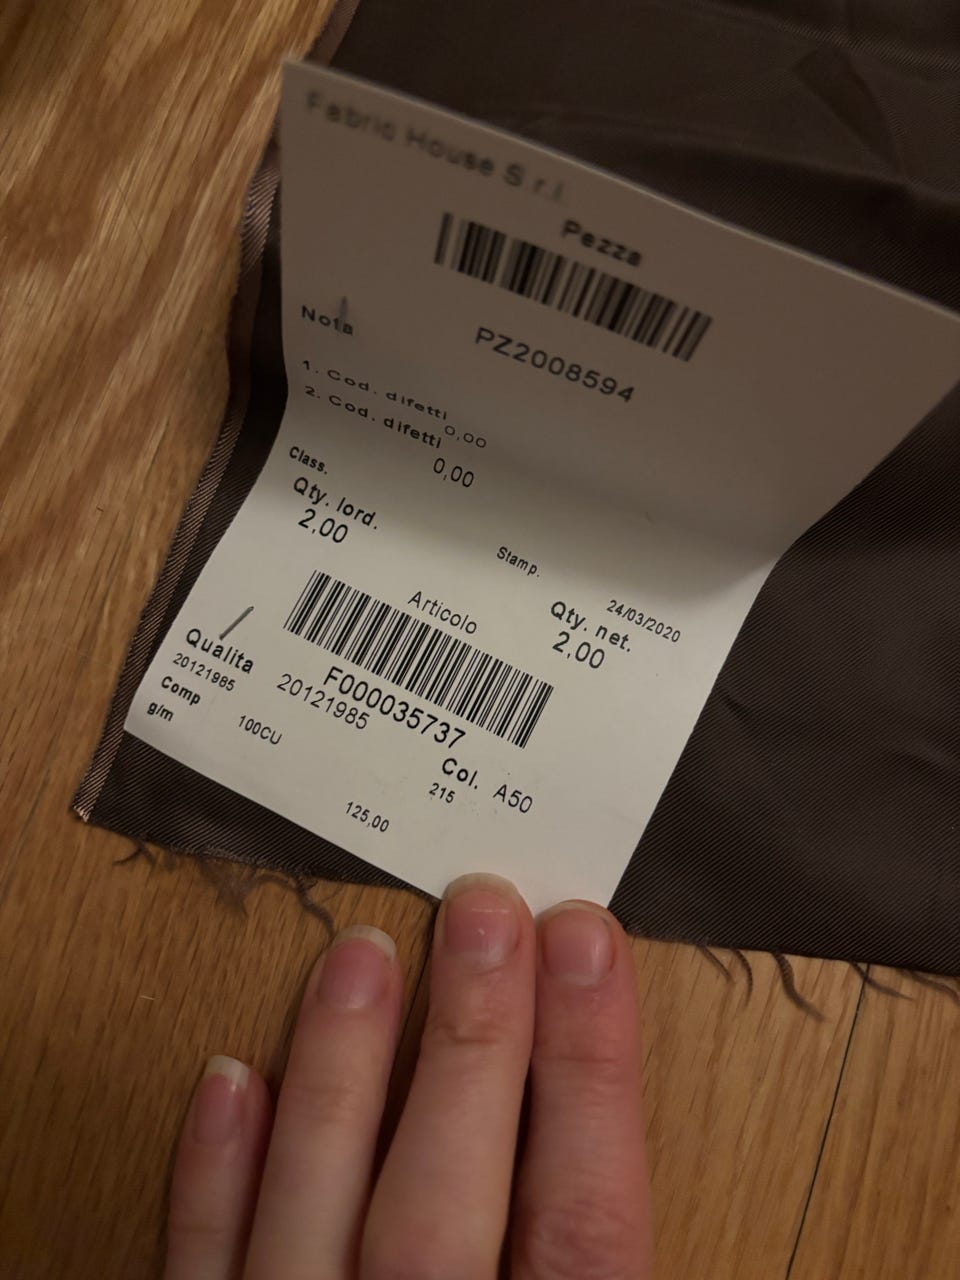 Fabric House S.r.l.
Pezza
PZ2008594
Nota
1. Cod. difetti 0,00
2. Cod. difetti 0,00
Class.
Stamp.
24/03/2020
Qty. lord.
2,00
Qty. net.
2,00
Articolo
F000035737
Qualita
20121985
20121985
Col. A50
215
Comp
100CU
g/m
125,00